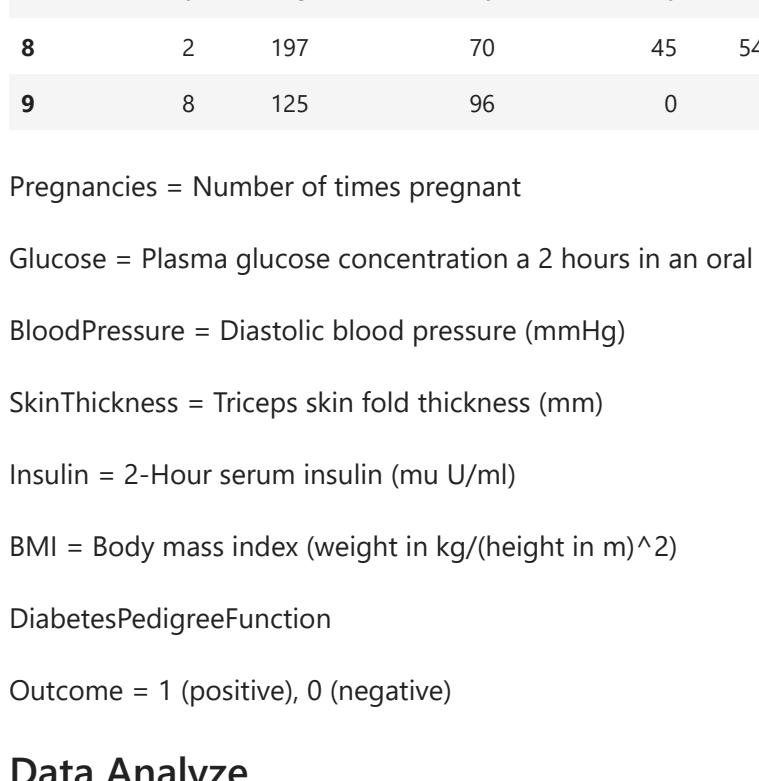 8 2 197 70 45 54
9 8 125 96 0
Pregnancies = Number of times pregnant
Glucose = Plasma glucose concentration a 2 hours in an oral
BloodPressure = Diastolic blood pressure (mmHg)
SkinThickness = Triceps skin fold thickness (mm)
Insulin = 2-Hour serum insulin (mu U/ml)
BMI = Body mass index (weight in kg/(height in m)^2)
DiabetesPedigreeFunction
Outcome = 1 (positive), 0 (negative)
Data Analyze